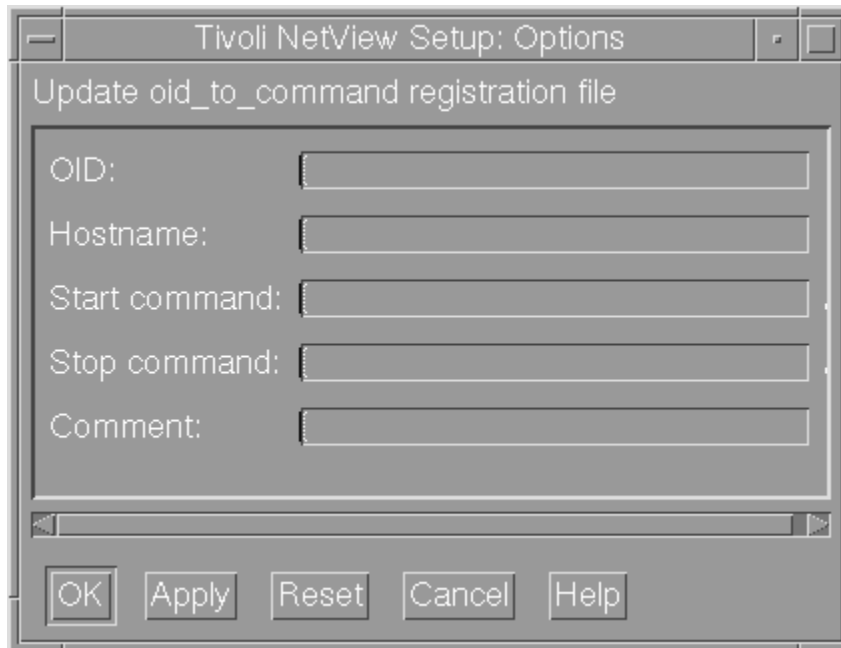 Tivoli NetView Setup: Options
Update oid_to_command registration file
OID:
Hostname:
Start command:
Stop command:
Comment:
OK Apply Reset Cancel Help